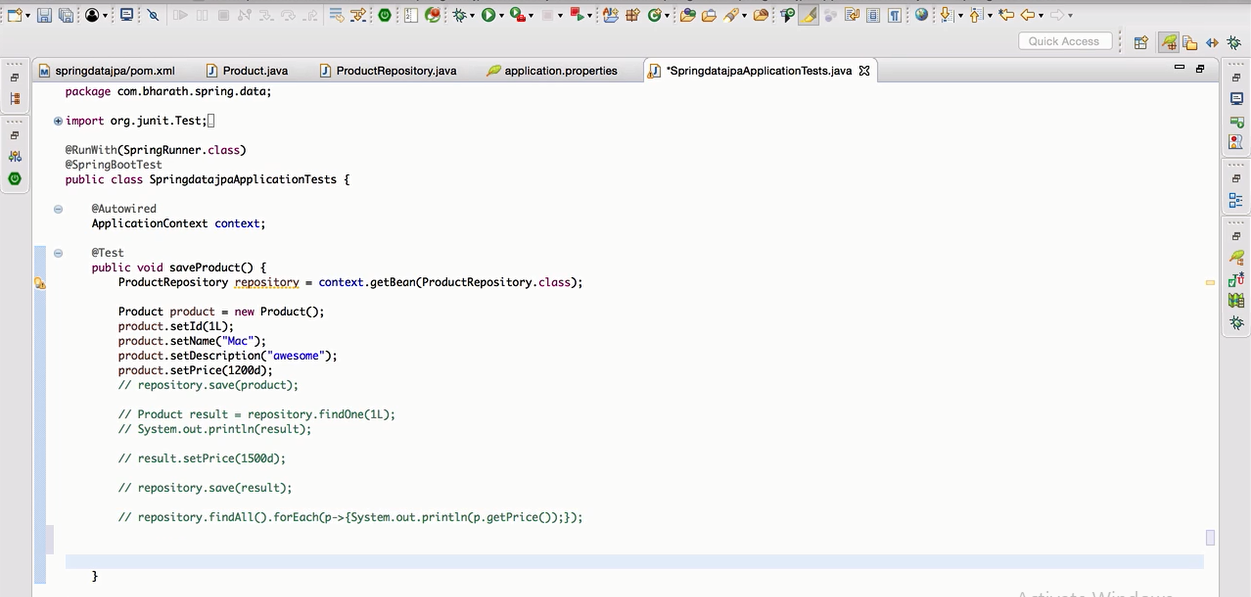 Quick Access
springdatajpa/pom.xml
Product.java
ProductRepository.java
application.properties
*SpringdatajpaApplicationTests.java
package com.bharath.spring.data;
import org.junit.Test;
@RunWith(SpringRunner.class)
@SpringBootTest
public class SpringdatajpaApplicationTests {
@Autowired
ApplicationContext context;
@Test
public void saveProduct() {
ProductRepository repository = context.getBean(ProductRepository.class);
Product product = new Product();
product.setId(1L);
product.setName("Mac");
product.setDescription("awesome");
product.setPrice(1200d);
// repository.save(product);
// Product result = repository.findOne(1L);
// System.out.println(result);
// result.setPrice(1500d);
// repository.save(result);
// repository.findAll().forEach(p->{System.out.println(p.getPrice());});
}
Activate Windows